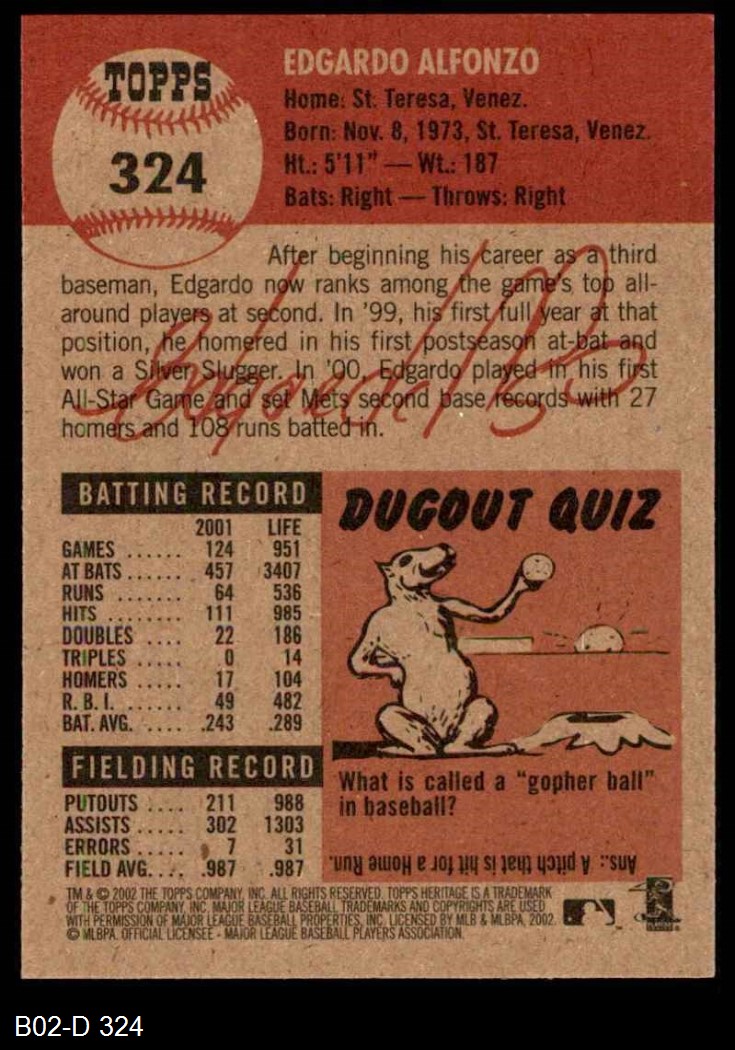 TOPPS
324
EDGARDO ALFONZO
Home: St. Teresa, Venez.
Born: Nov. 8, 1973, St. Teresa, Venez.
Ht.: 5'11" — Wt.: 187
Bats: Right — Throws: Right
After beginning his career as a third
baseman, Edgardo now ranks among the game's top all-
around players at second. In '99, his first full year at that
position, he homered in his first postseason at-bat and
won a Silver Slugger. In '00, Edgardo played in his first
All-Star Game and set Mets second base records with 27
homers and 108 runs batted in.
BATTING RECORD
2001 LIFE
GAMES ...... 124 951
AT BATS ...... 457 3407
RUNS ....... 64 536
HITS ........ 111 985
DOUBLES .... 22 186
TRIPLES ..... 0 14
HOMERS ..... 17 104
R. B. I. ...... 49 482
BAT. AVG. .... .243 .289
FIELDING RECORD
PUTOUTS .... 211 988
ASSISTS ..... 302 1303
ERRORS ..... 7 31
FIELD AVG. ... .987 .987
DUGOUT QUIZ
What is called a "gopher ball"
in baseball?
Ans.: A pitch that is hit for a Home Run.
TM & © 2002 THE TOPPS COMPANY, INC. ALL RIGHTS RESERVED. TOPPS HERITAGE IS A TRADEMARK
OF THE TOPPS COMPANY, INC. MAJOR LEAGUE BASEBALL TRADEMARKS AND COPYRIGHTS ARE USED
WITH PERMISSION OF MAJOR LEAGUE BASEBALL PROPERTIES, INC. LICENSED BY MLB & MLBPA, 2002.
© MLBPA. OFFICIAL LICENSEE - MAJOR LEAGUE BASEBALL PLAYERS ASSOCIATION.
B02-D 324